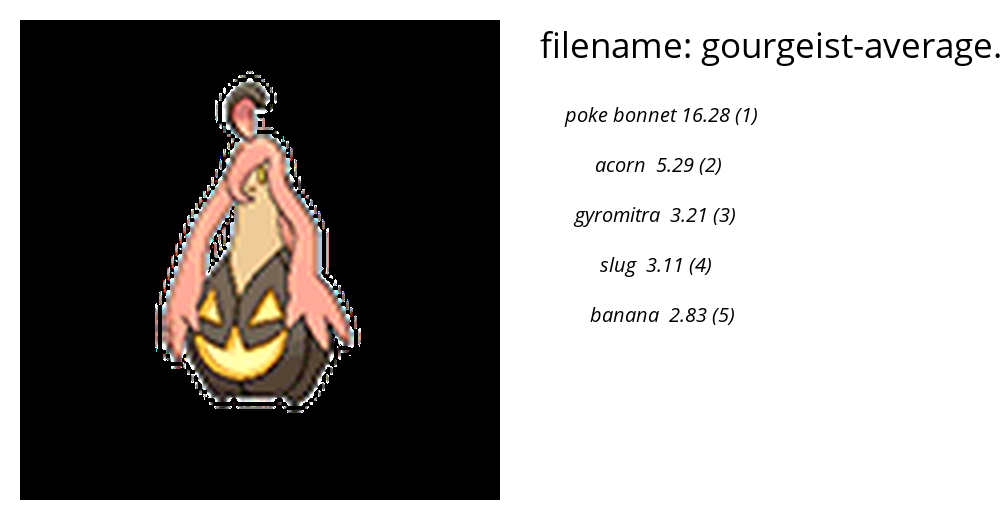 filename: gourgeist-average.
poke bonnet 16.28 (1)
acorn  5.29 (2)
gyromitra  3.21 (3)
slug  3.11 (4)
banana  2.83 (5)